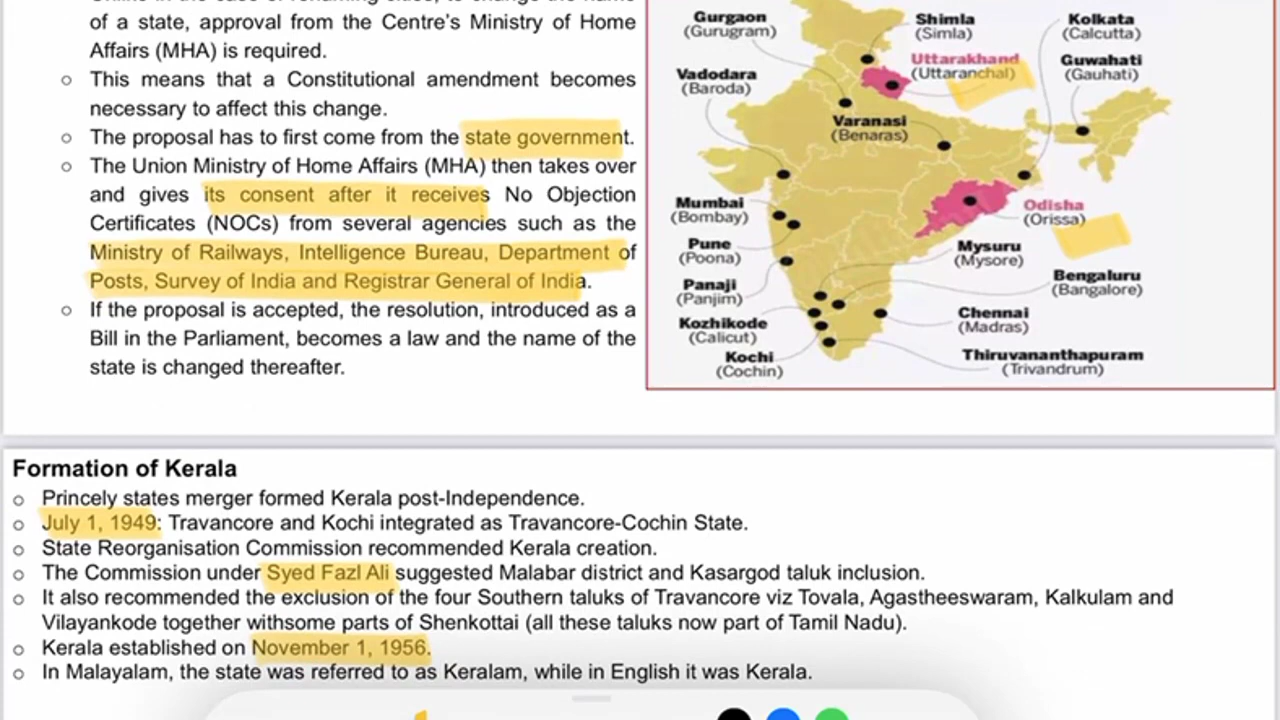 of a state, approval from the Centre's Ministry of Home
Affairs (MHA) is required.
○ This means that a Constitutional amendment becomes
necessary to affect this change.
○ The proposal has to first come from the state government.
○ The Union Ministry of Home Affairs (MHA) then takes over
and gives its consent after it receives No Objection
Certificates (NOCs) from several agencies such as the
Ministry of Railways, Intelligence Bureau, Department of
Posts, Survey of India and Registrar General of India.
○ If the proposal is accepted, the resolution, introduced as a
Bill in the Parliament, becomes a law and the name of the
state is changed thereafter.
Gurgaon
(Gurugram)
Shimla
(Simla)
Kolkata
(Calcutta)
Uttarakhand
(Uttaranchal)
Guwahati
(Gauhati)
Vadodara
(Baroda)
Varanasi
(Benaras)
Mumbai
(Bombay)
Odisha
(Orissa)
Pune
(Poona)
Mysuru
(Mysore)
Panaji
(Panjim)
Bengaluru
(Bangalore)
Kozhikode
(Calicut)
Chennai
(Madras)
Kochi
(Cochin)
Thiruvananthapuram
(Trivandrum)
Formation of Kerala
○ Princely states merger formed Kerala post-Independence.
○ July 1, 1949: Travancore and Kochi integrated as Travancore-Cochin State.
○ State Reorganisation Commission recommended Kerala creation.
○ The Commission under Syed Fazl Ali suggested Malabar district and Kasargod taluk inclusion.
○ It also recommended the exclusion of the four Southern taluks of Travancore viz Tovala, Agastheeswaram, Kalkulam and
Vilayankode together withsome parts of Shenkottai (all these taluks now part of Tamil Nadu).
○ Kerala established on November 1, 1956.
○ In Malayalam, the state was referred to as Keralam, while in English it was Kerala.